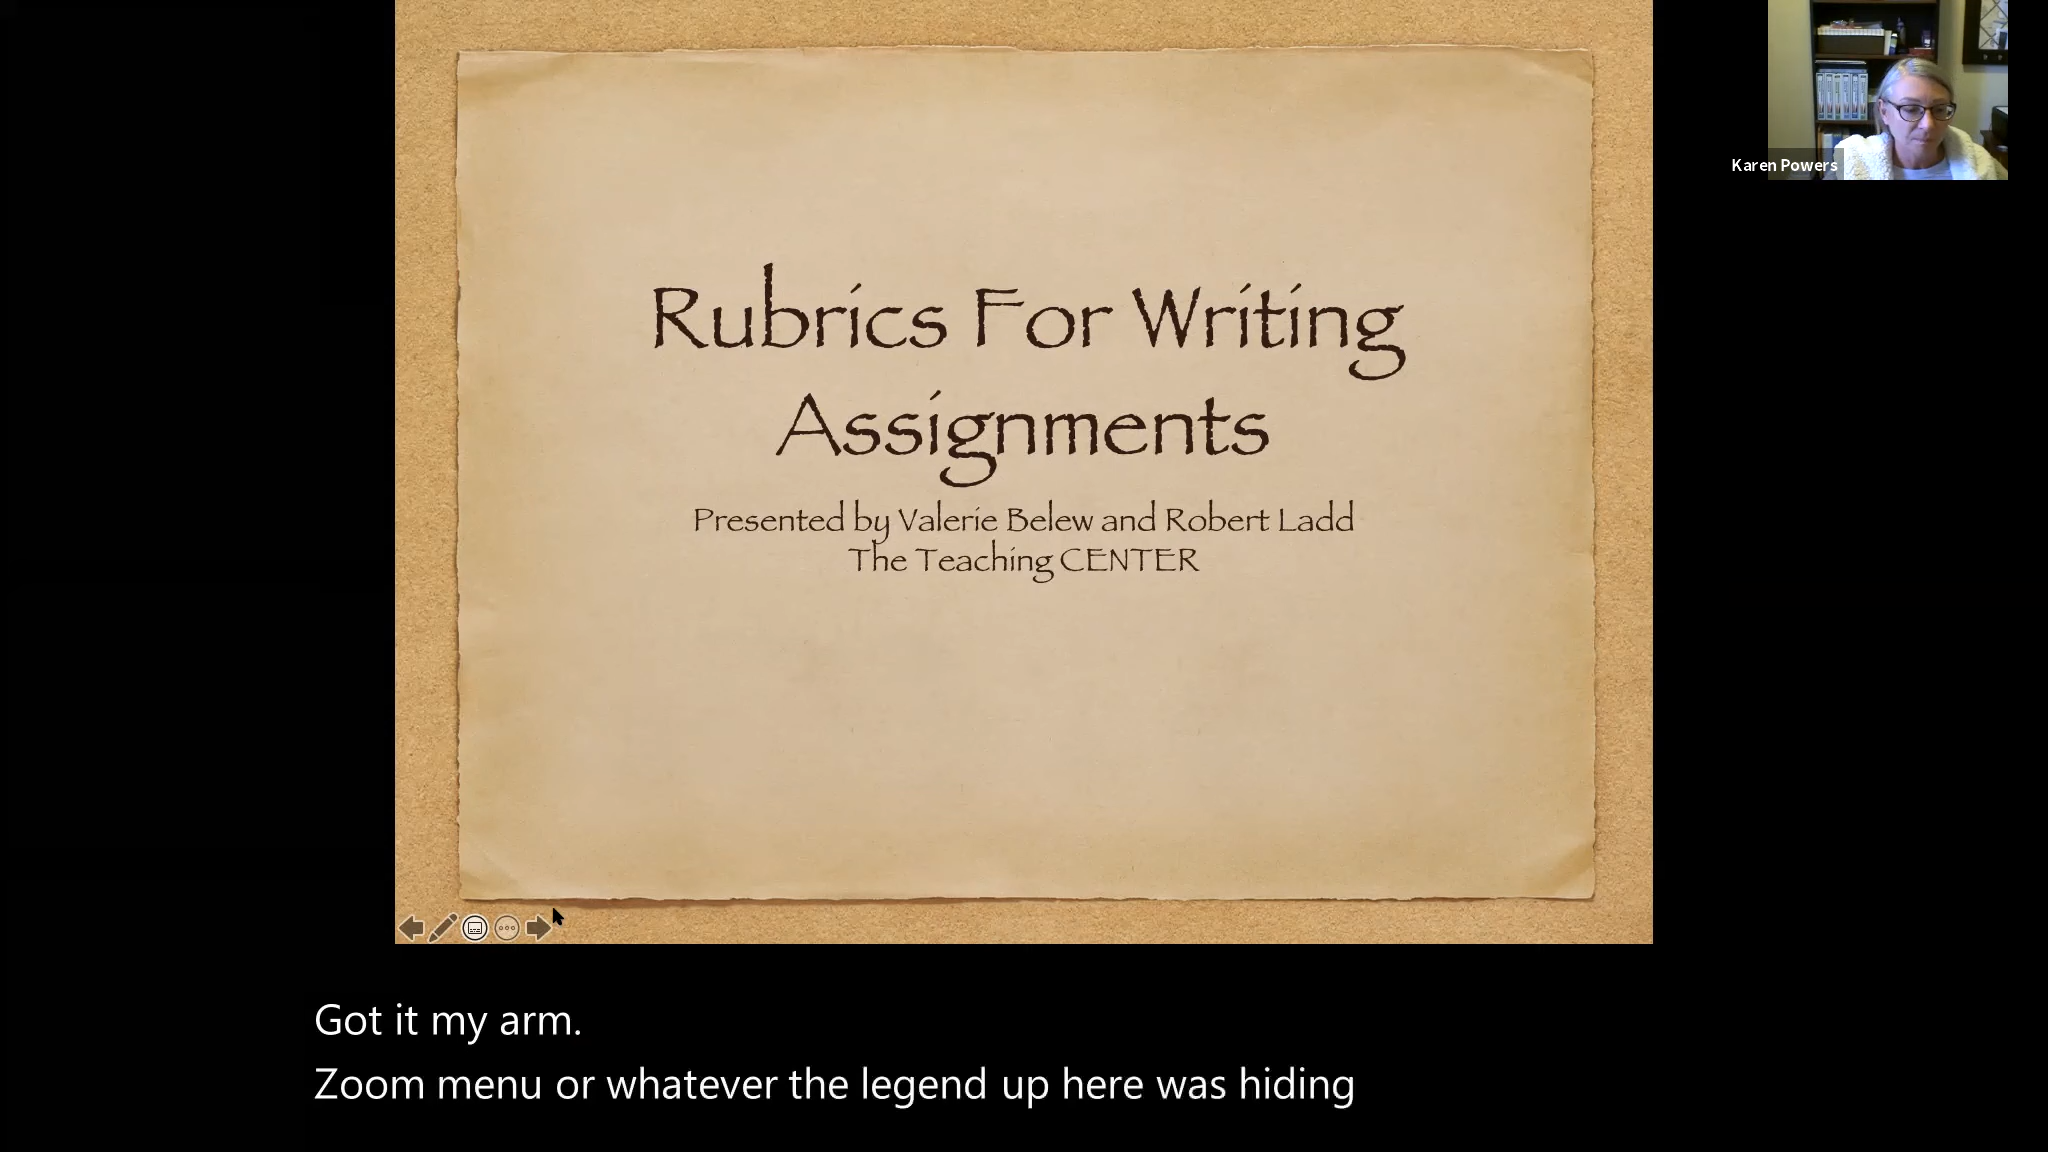 Rubrics For Writing
Assignments
Presented by Valerie Belew and Robert Ladd
The Teaching CENTER
Karen Powers
Got it my arm.
Zoom menu or whatever the legend up here was hiding